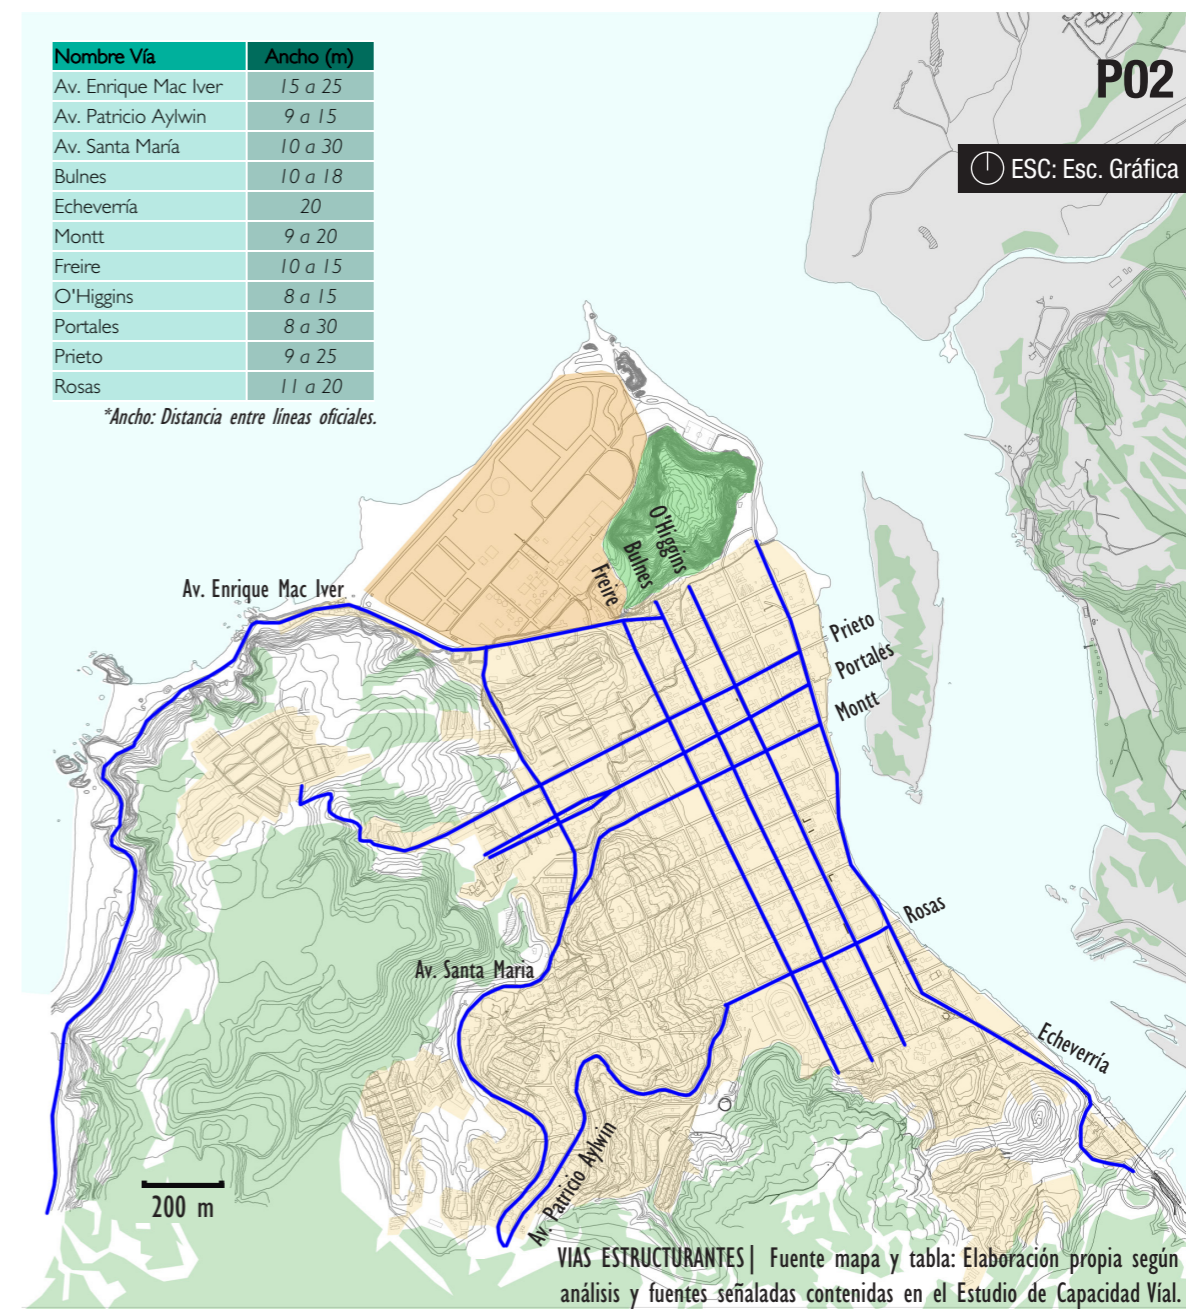 Nombre Vía Ancho (m)
Av. Enrique Mac Iver 15 a 25
Av. Patricio Aylwin 9 a 15
Av. Santa María 10 a 30
Bulnes 10 a 18
Echeverría 20
Montt 9 a 20
Freire 10 a 15
O'Higgins 8 a 15
Portales 8 a 30
Prieto 9 a 25
Rosas 11 a 20
*Ancho: Distancia entre líneas oficiales.
P02
ESC: Esc. Gráfica
O'Higgins
Bulnes
Freire
Av. Enrique Mac Iver
Prieto
Portales
Montt
Rosas
Av. Santa Maria
Echeverría
Av. Patricio Aylwin
200 m
VIAS ESTRUCTURANTES| Fuente mapa y tabla: Elaboración propia según
análisis y fuentes señaladas contenidas en el Estudio de Capacidad Víal.